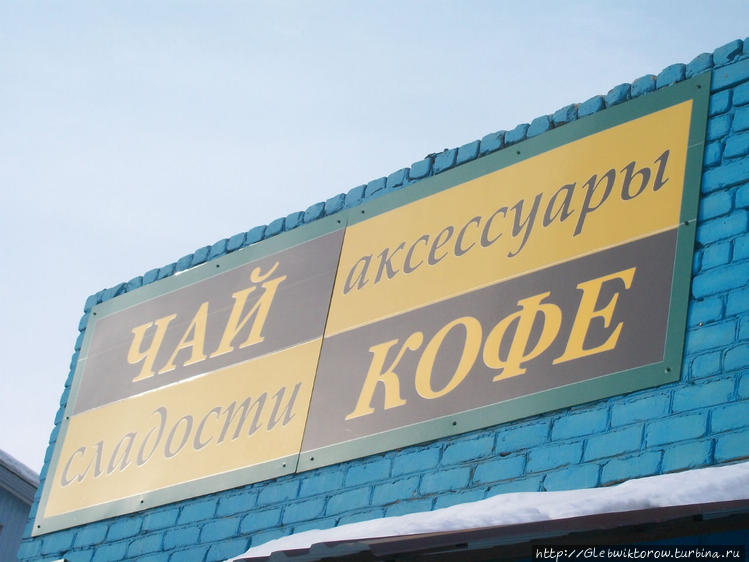 ЧАЙ
аксессуары
сладости
КОФЕ
http://Glebwiktorow.turbina.ru